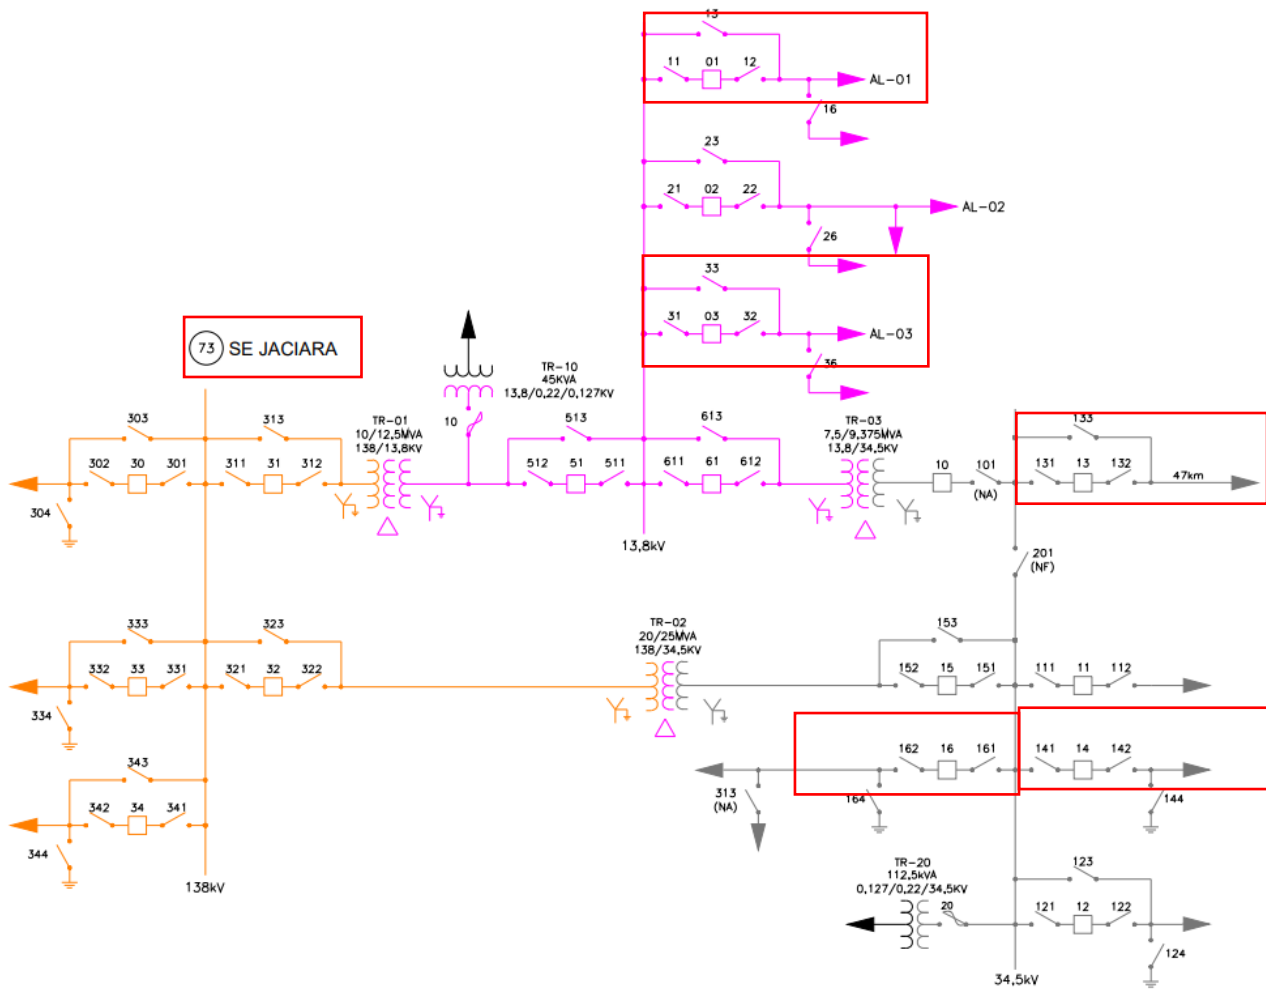 13
11 01 12
AL-01
16
23
21 02 22
AL-02
26
33
31 03 32
AL-03
36
73 SE JACIARA
TR-10
45KVA
13,8/0,22/0,127KV
10
303 313
302 30 301 311 31 312
304
TR-01
10/12,5MVA
138/13,8KV
513 613
512 51 511 611 61 612
TR-03
7,5/9,375MVA
13,8/34,5KV
10 101
(NA)
133
131 13 132
47km
13,8kV
201
(NF)
333 323
332 33 331 321 32 322
334
TR-02
20/25MVA
138/34,5KV
153
152 15 151 111 11 112
343
342 34 341
344
138kV
162 16 161 141 14 142
313
(NA)
164 144
TR-20
112,5kVA
0,127/0,22/34,5KV
20
123
121 12 122
124
34,5kV